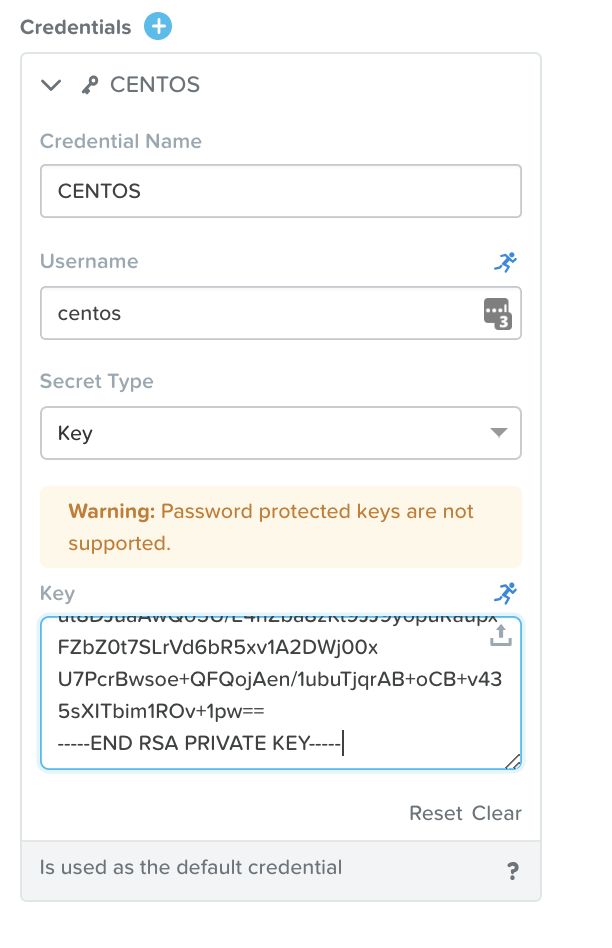 Credentials
CENTOS
Credential Name
CENTOS
Username
centos
3
Secret Type
Key
Warning: Password protected keys are not
supported.
Key
FZbZ0t7SLrVd6bR5xv1A2DWj00x
U7PcrBwsoe+QFQojAen/1ubuTjqrAB+oCB+v43
5sXITbim1ROv+1pw==
-----END RSA PRIVATE KEY-----
Reset Clear
Is used as the default credential
?